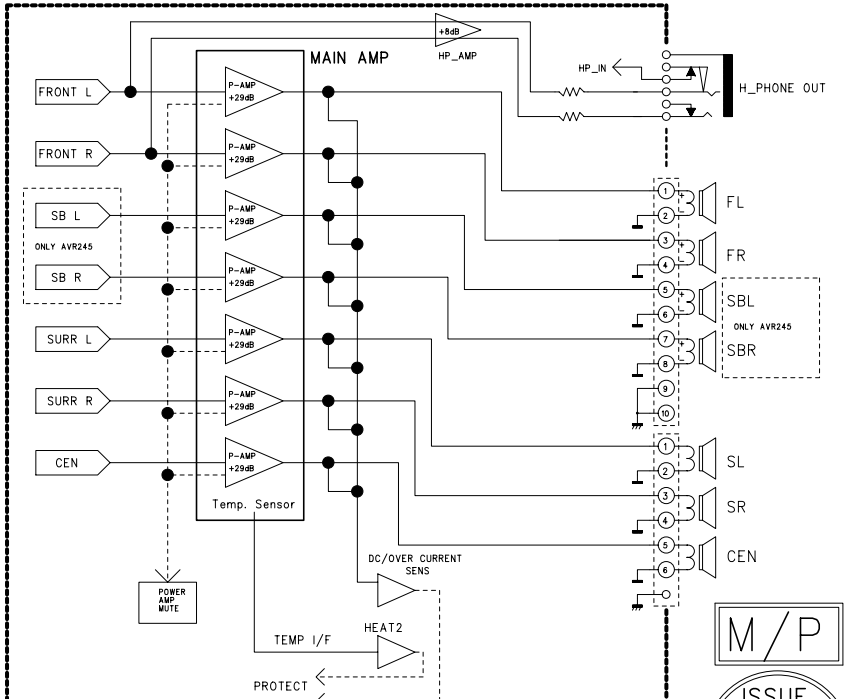 +8dB
HP_AMP
MAIN AMP
HP_IN
H_PHONE OUT
FRONT L
P-AMP
+29dB
FRONT R
P-AMP
+29dB
SB L
P-AMP
+29dB
ONLY AVR245
SB R
P-AMP
+29dB
SURR L
P-AMP
+29dB
SURR R
P-AMP
+29dB
CEN
P-AMP
+29dB
Temp. Sensor
1
+
-
FL
2
3
+
-
FR
4
5
+
-
SBL
6
ONLY AVR245
7
+
-
SBR
8
9
10
1
SL
2
3
SR
4
5
CEN
6
DC/OVER CURRENT
SENS
POWER
AMP
MUTE
HEAT2
TEMP I/F
PROTECT
M/P
ISSUE